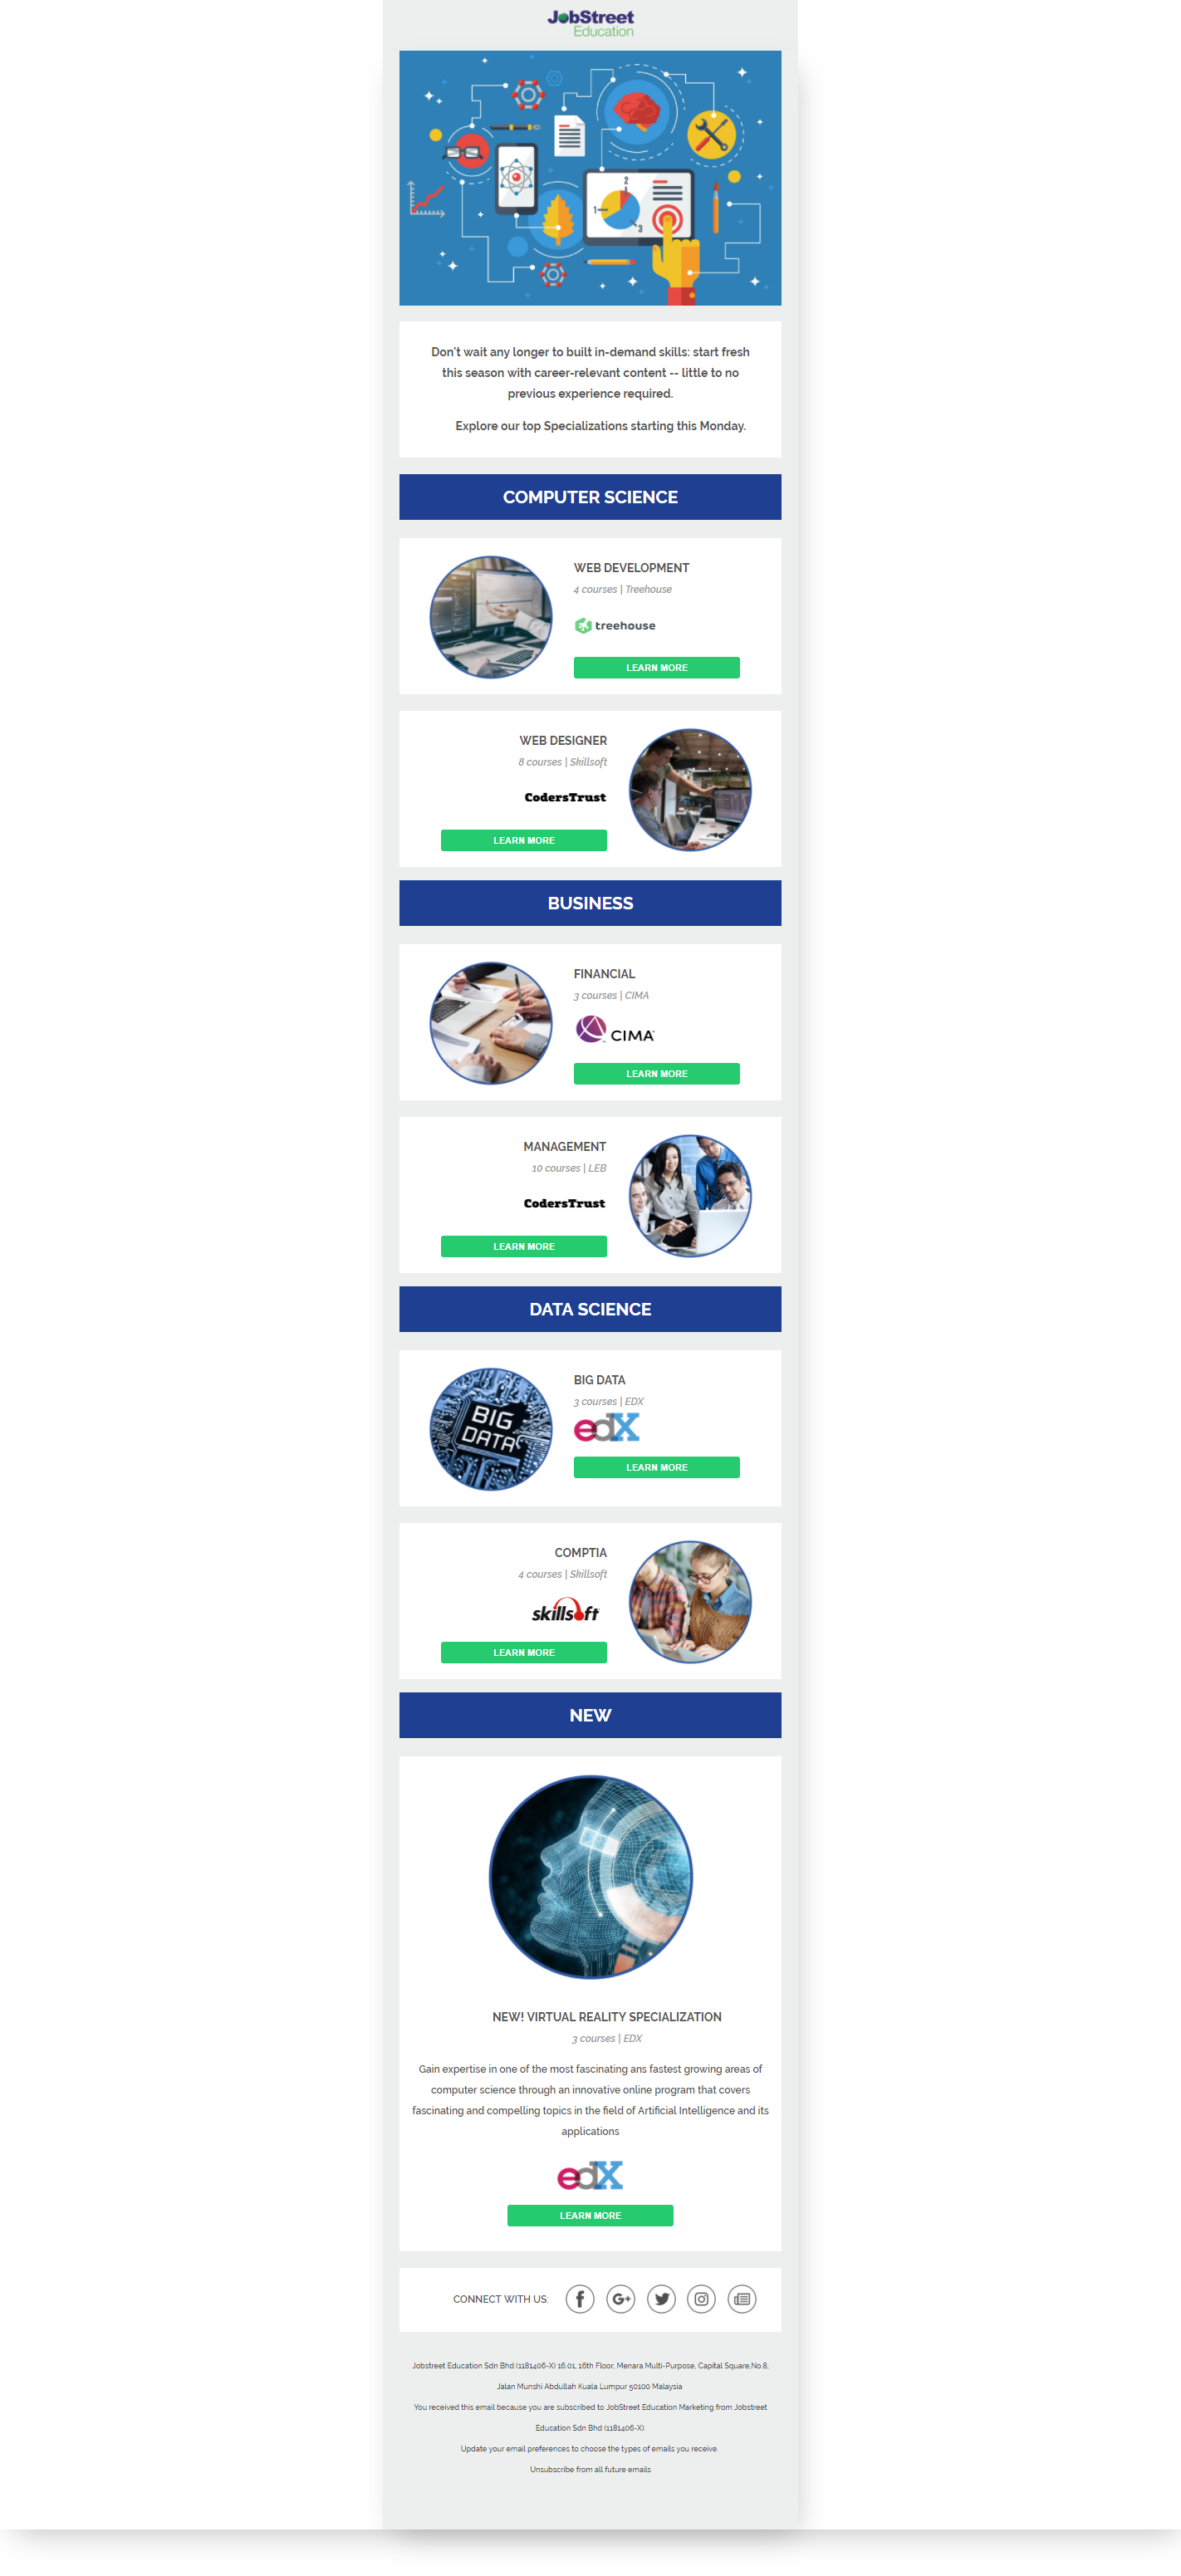 JobStreet
Education
2
1
3
Don't wait any longer to built in-demand skills: start fresh
this season with career-relevant content -- little to no
previous experience required.
Explore our top Specializations starting this Monday.
COMPUTER SCIENCE
WEB DEVELOPMENT
4 courses | Treehouse
treehouse
LEARN MORE
WEB DESIGNER
8 courses | Skillsoft
CodersTrust
LEARN MORE
BUSINESS
FINANCIAL
3 courses | CIMA
CIMA
LEARN MORE
MANAGEMENT
10 courses | LEB
CodersTrust
LEARN MORE
DATA SCIENCE
BIG DATA
3 courses | EDX
BIG
DATA
edX
LEARN MORE
COMPTIA
4 courses | Skillsoft
skillsoft
LEARN MORE
NEW
NEW! VIRTUAL REALITY SPECIALIZATION
3 courses | EDX
Gain expertise in one of the most fascinating ans fastest growing areas of
computer science through an innovative online program that covers
fascinating and compelling topics in the field of Artificial Intelligence and its
applications
edX
LEARN MORE
CONNECT WITH US: f G+
Jobstreet Education Sdn Bhd (1181406-X) 16.01, 16th Floor, Menara Multi-Purpose, Capital Square,No.8,
Jalan Munshi Abdullah Kuala Lumpur 50100 Malaysia
You received this email because you are subscribed to JobStreet Education Marketing from Jobstreet
Education Sdn Bhd (1181406-X).
Update your email preferences to choose the types of emails you receive.
Unsubscribe from all future emails